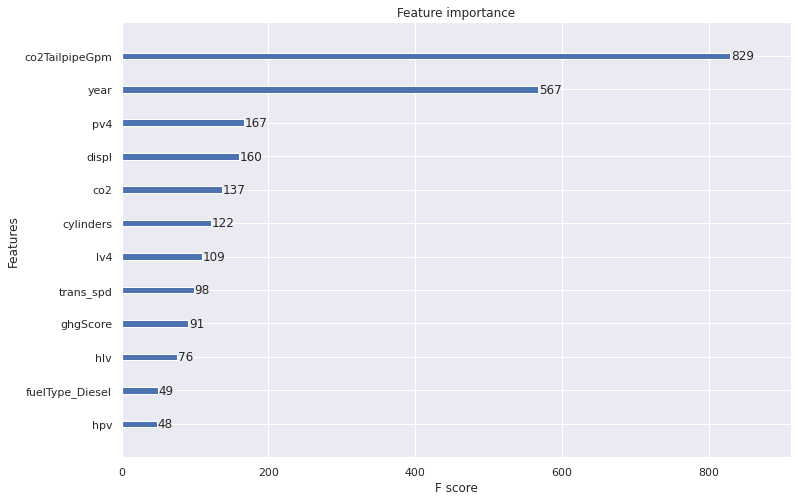 Feature importance
co2TailpipeGpm 829
year 567
pv4 167
displ 160
co2 137
cylinders 122
lv4 109
trans_spd 98
ghgScore 91
hlv 76
fuelType_Diesel 49
hpv 48
Features
0 200 400 600 800
F score